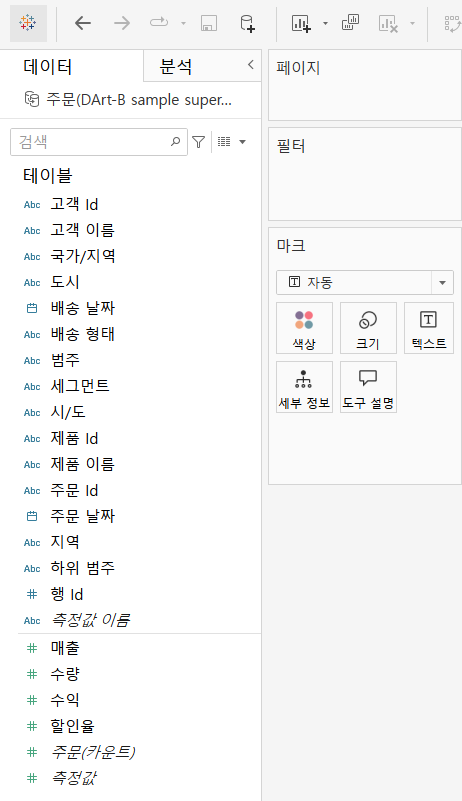 데이터
분석
주문(DArt-B sample super...
검색
테이블
Abc 고객 Id
Abc 고객 이름
Abc 국가/지역
Abc 도시
배송 날짜
Abc 배송 형태
Abc 범주
Abc 세그먼트
Abc 시/도
Abc 제품 Id
Abc 제품 이름
Abc 주문 Id
주문 날짜
Abc 지역
Abc 하위 범주
# 행 Id
Abc 측정값 이름
# 매출
# 수량
# 수익
# 할인율
# 주문(카운트)
# 측정값
페이지
필터
마크
T 자동
색상
크기
T 텍스트
세부 정보
도구 설명